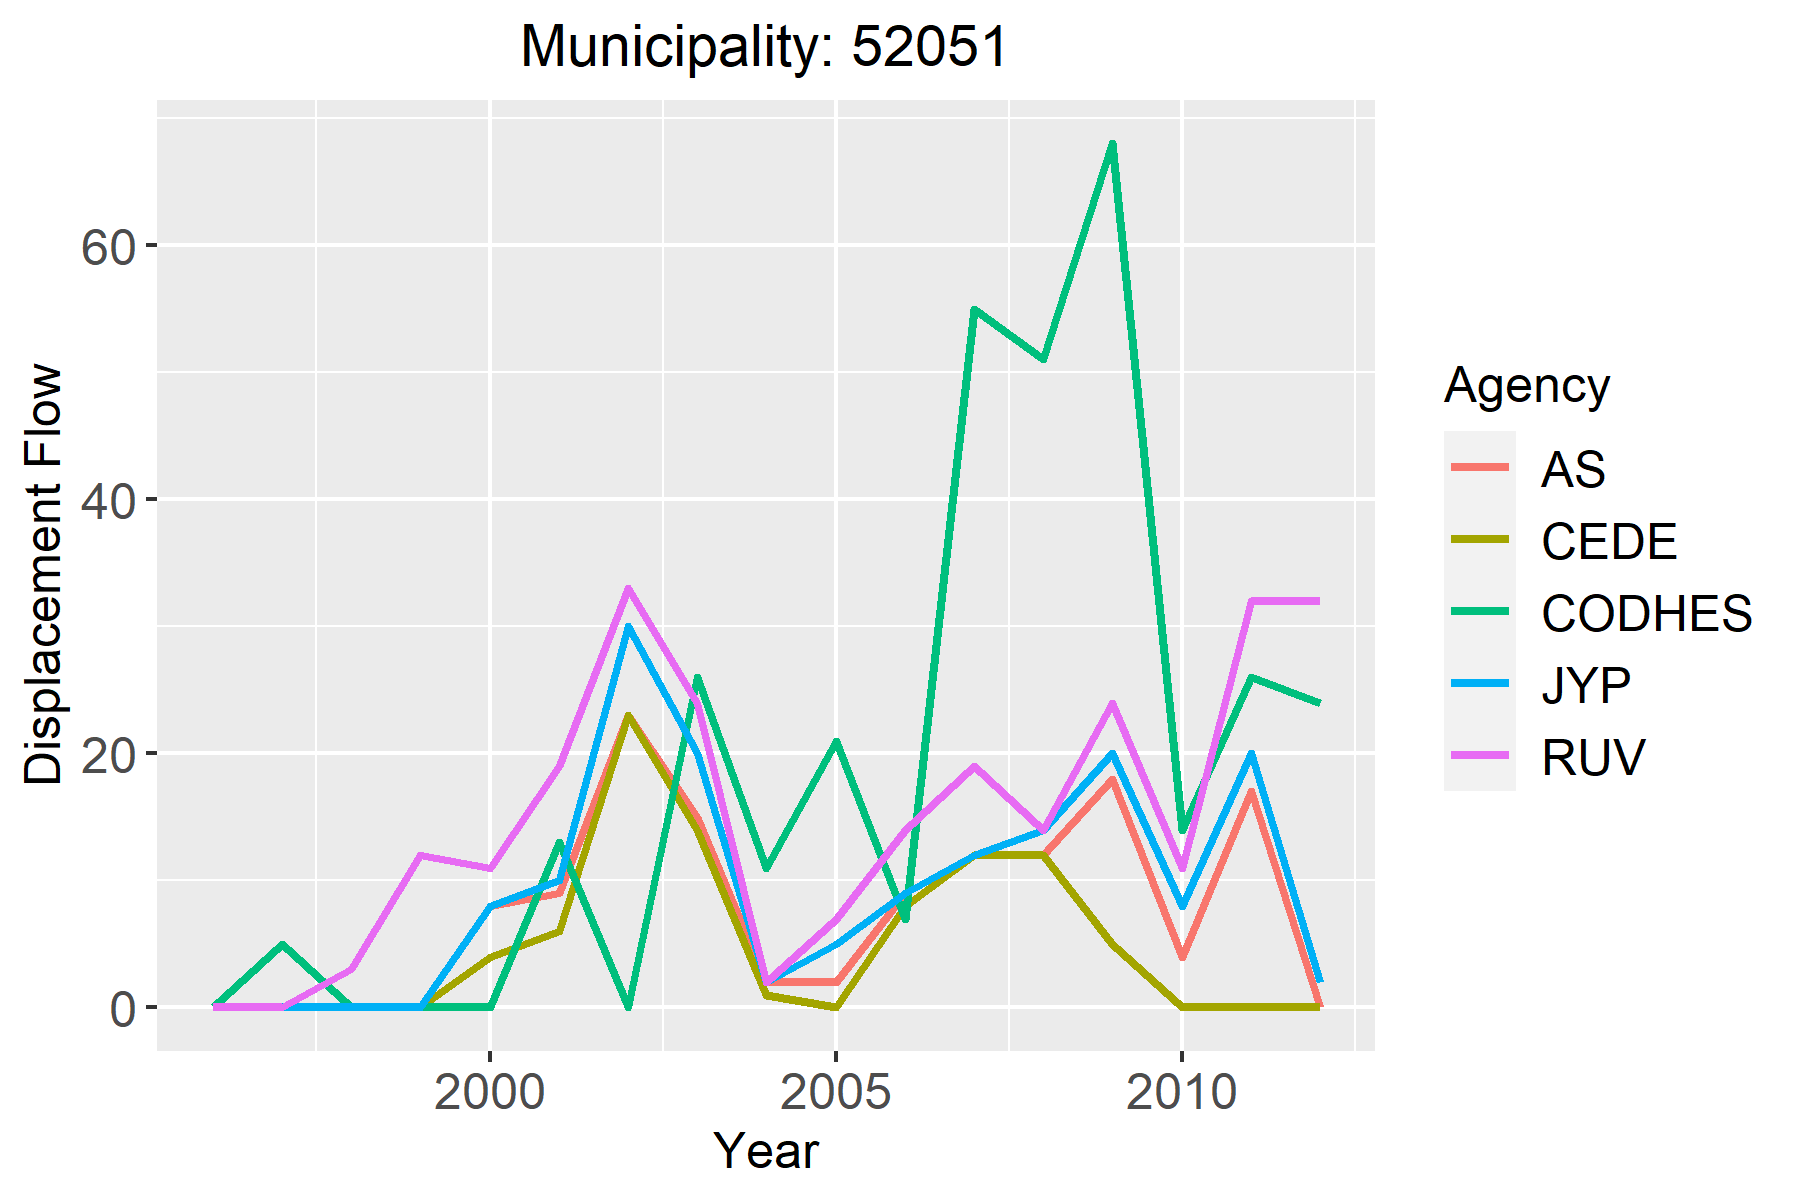 Municipality: 52051
Displacement Flow
60
40
20
0
2000 2005 2010
Year
Agency
AS
CEDE
CODHES
JYP
RUV